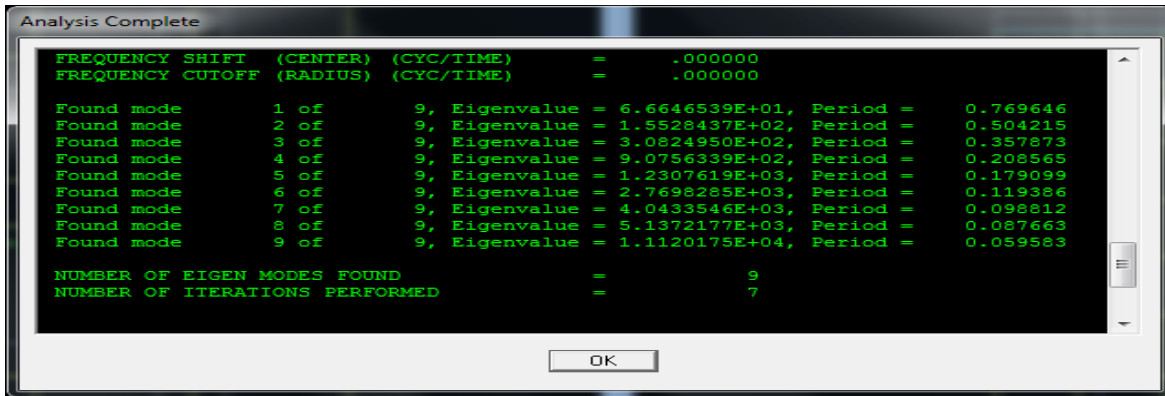 Analysis Complete
FREQUENCY SHIFT (CENTER) (CYC/TIME) = .000000
FREQUENCY CUTOFF (RADIUS) (CYC/TIME) = .000000
Found mode 1 of 9, Eigenvalue = 6.6646539E+01, Period = 0.769646
Found mode 2 of 9, Eigenvalue = 1.5528437E+02, Period = 0.504215
Found mode 3 of 9, Eigenvalue = 3.0824950E+02, Period = 0.357873
Found mode 4 of 9, Eigenvalue = 9.0756339E+02, Period = 0.208565
Found mode 5 of 9, Eigenvalue = 1.2307619E+03, Period = 0.179099
Found mode 6 of 9, Eigenvalue = 2.7698285E+03, Period = 0.119386
Found mode 7 of 9, Eigenvalue = 4.0433546E+03, Period = 0.098812
Found mode 8 of 9, Eigenvalue = 5.1372177E+03, Period = 0.087663
Found mode 9 of 9, Eigenvalue = 1.1120175E+04, Period = 0.059583
NUMBER OF EIGEN MODES FOUND = 9
NUMBER OF ITERATIONS PERFORMED = 7
OK